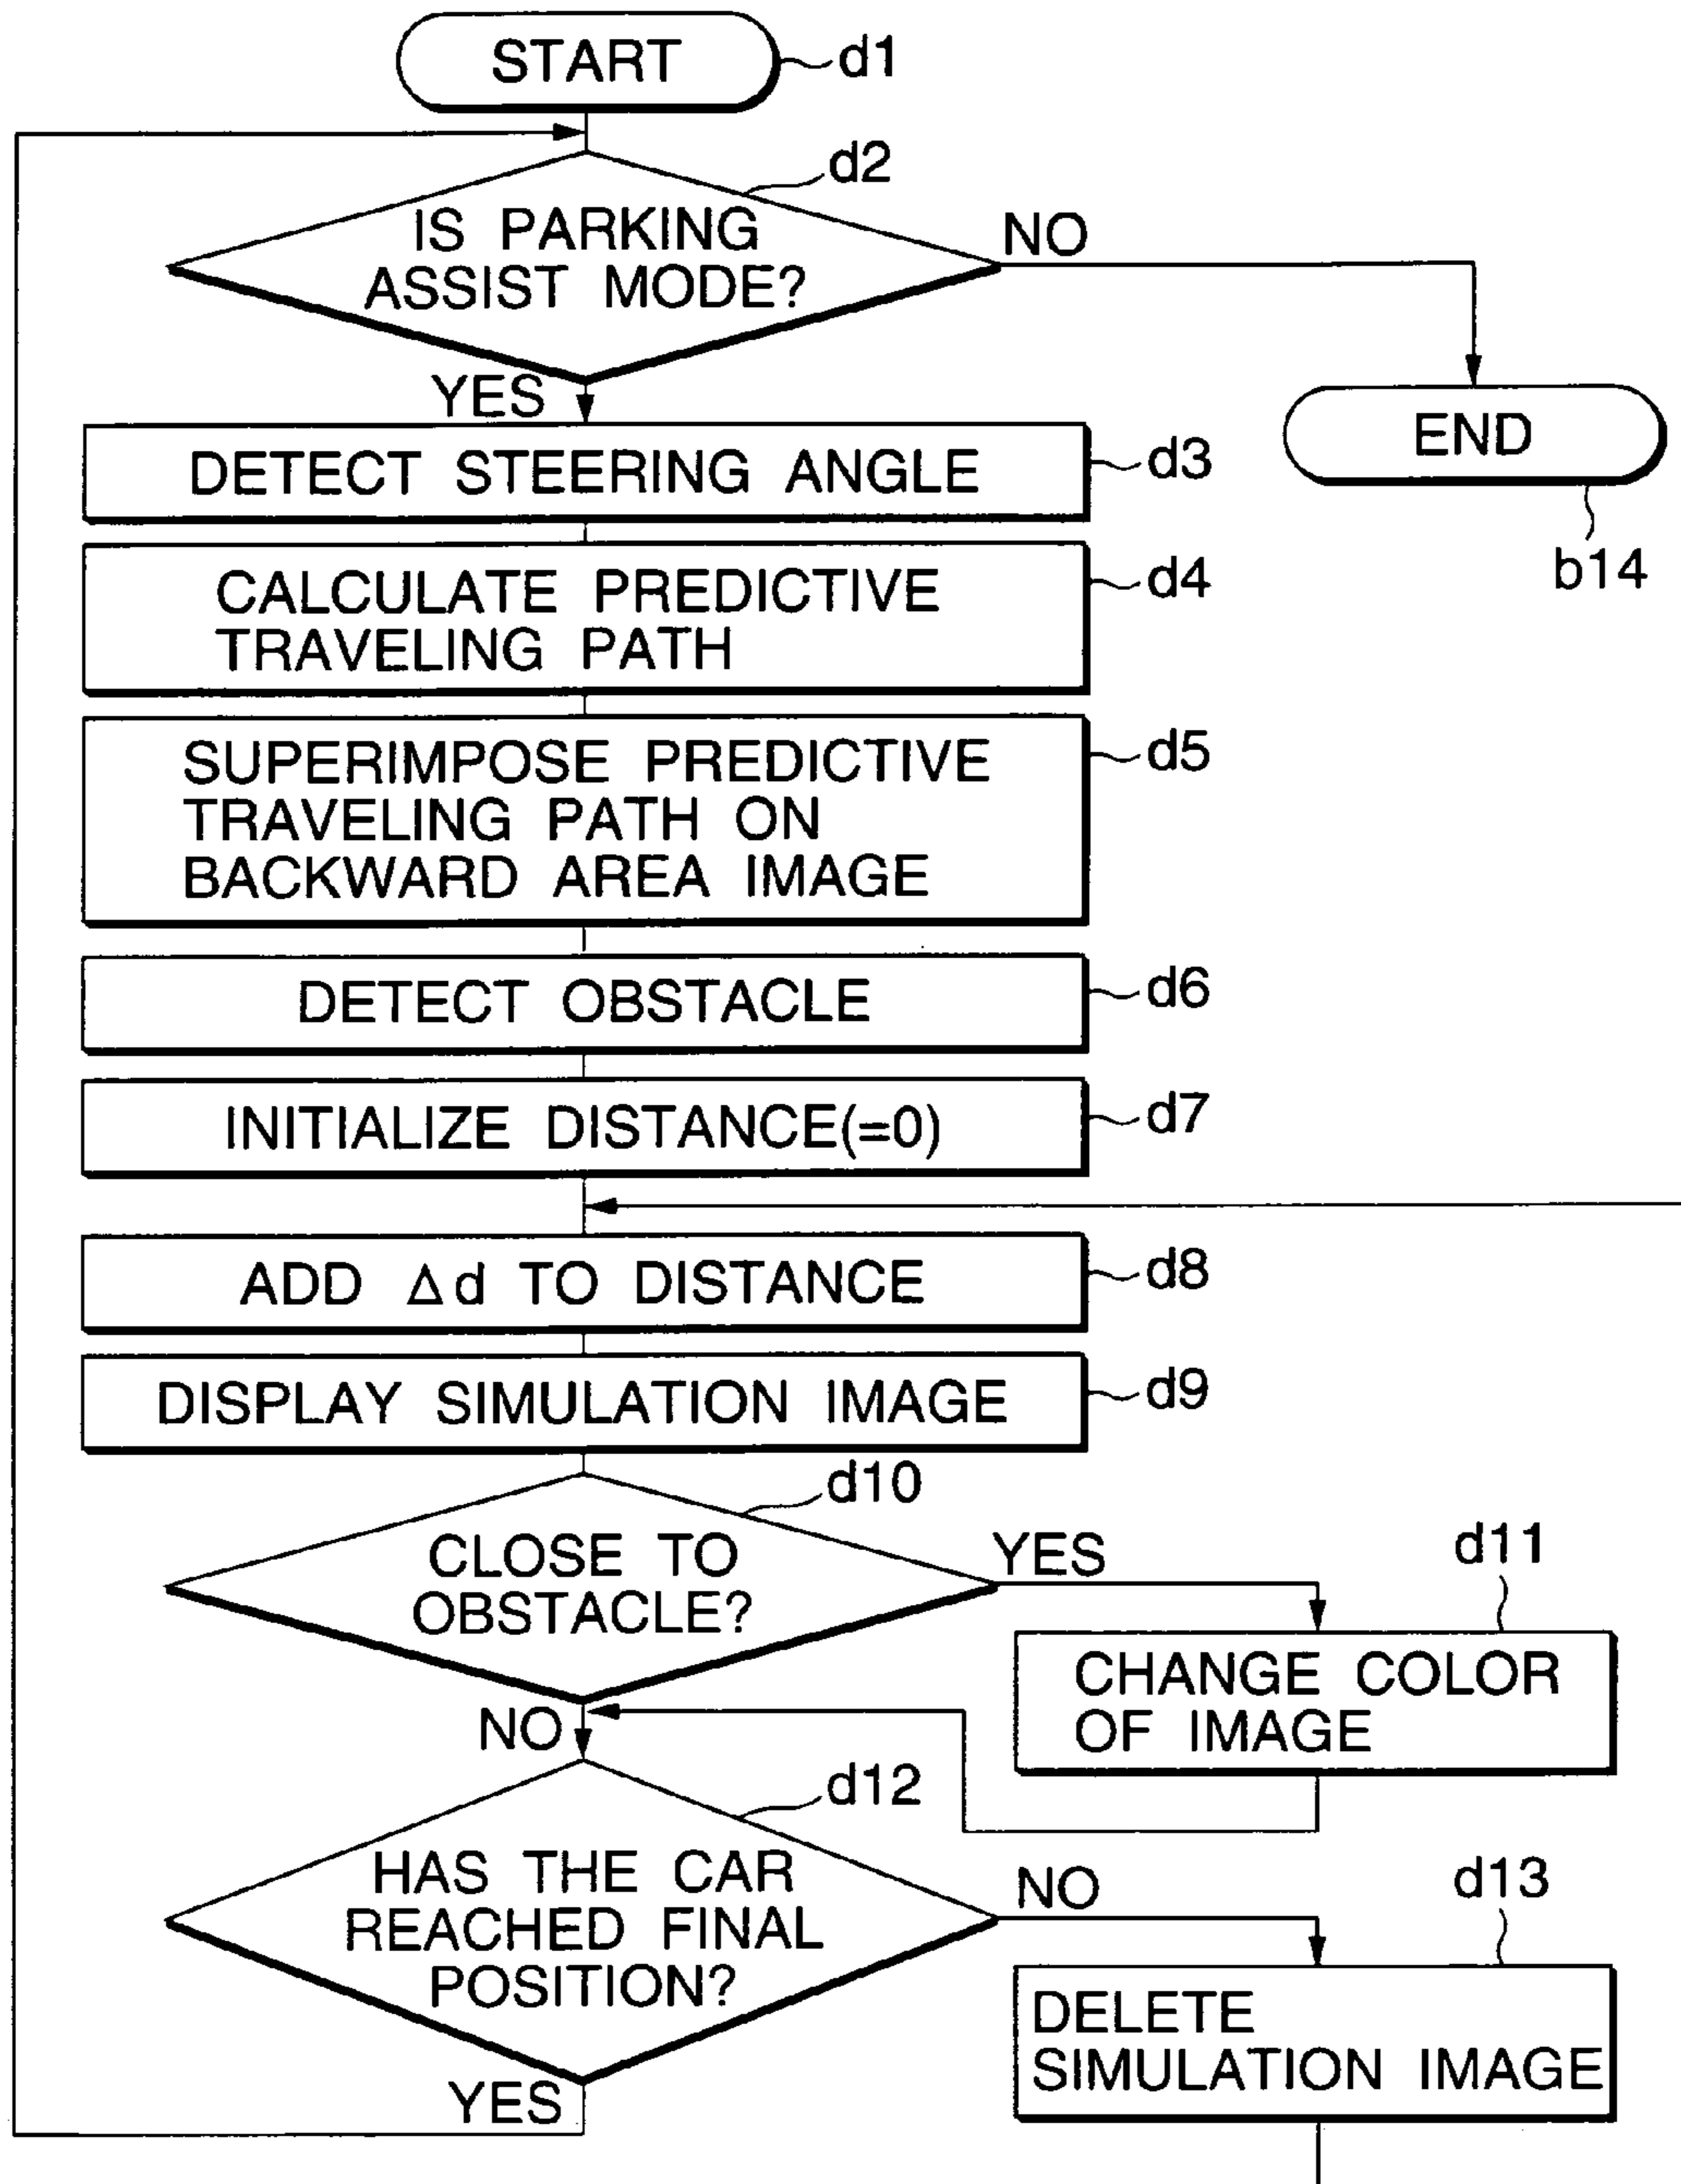 START
d1
d2
IS PARKING
ASSIST MODE?
NO
YES
END
b14
DETECT STEERING ANGLE
d3
CALCULATE PREDICTIVE
TRAVELING PATH
d4
SUPERIMPOSE PREDICTIVE
TRAVELING PATH ON
BACKWARD AREA IMAGE
d5
DETECT OBSTACLE
d6
INITIALIZE DISTANCE(=0)
d7
ADD Δd TO DISTANCE
d8
DISPLAY SIMULATION IMAGE
d9
d10
CLOSE TO
OBSTACLE?
YES
NO
d11
CHANGE COLOR
OF IMAGE
d12
HAS THE CAR
REACHED FINAL
POSITION?
NO
YES
d13
DELETE
SIMULATION IMAGE